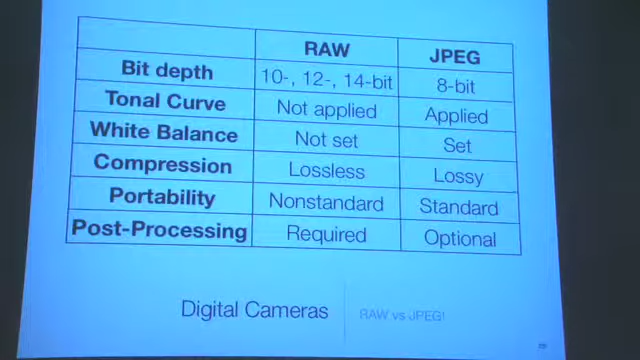 RAW JPEG
Bit depth 10-, 12-, 14-bit 8-bit
Tonal Curve Not applied Applied
White Balance Not set Set
Compression Lossless Lossy
Portability Nonstandard Standard
Post-Processing Required Optional
Digital Cameras RAW vs JPEG!